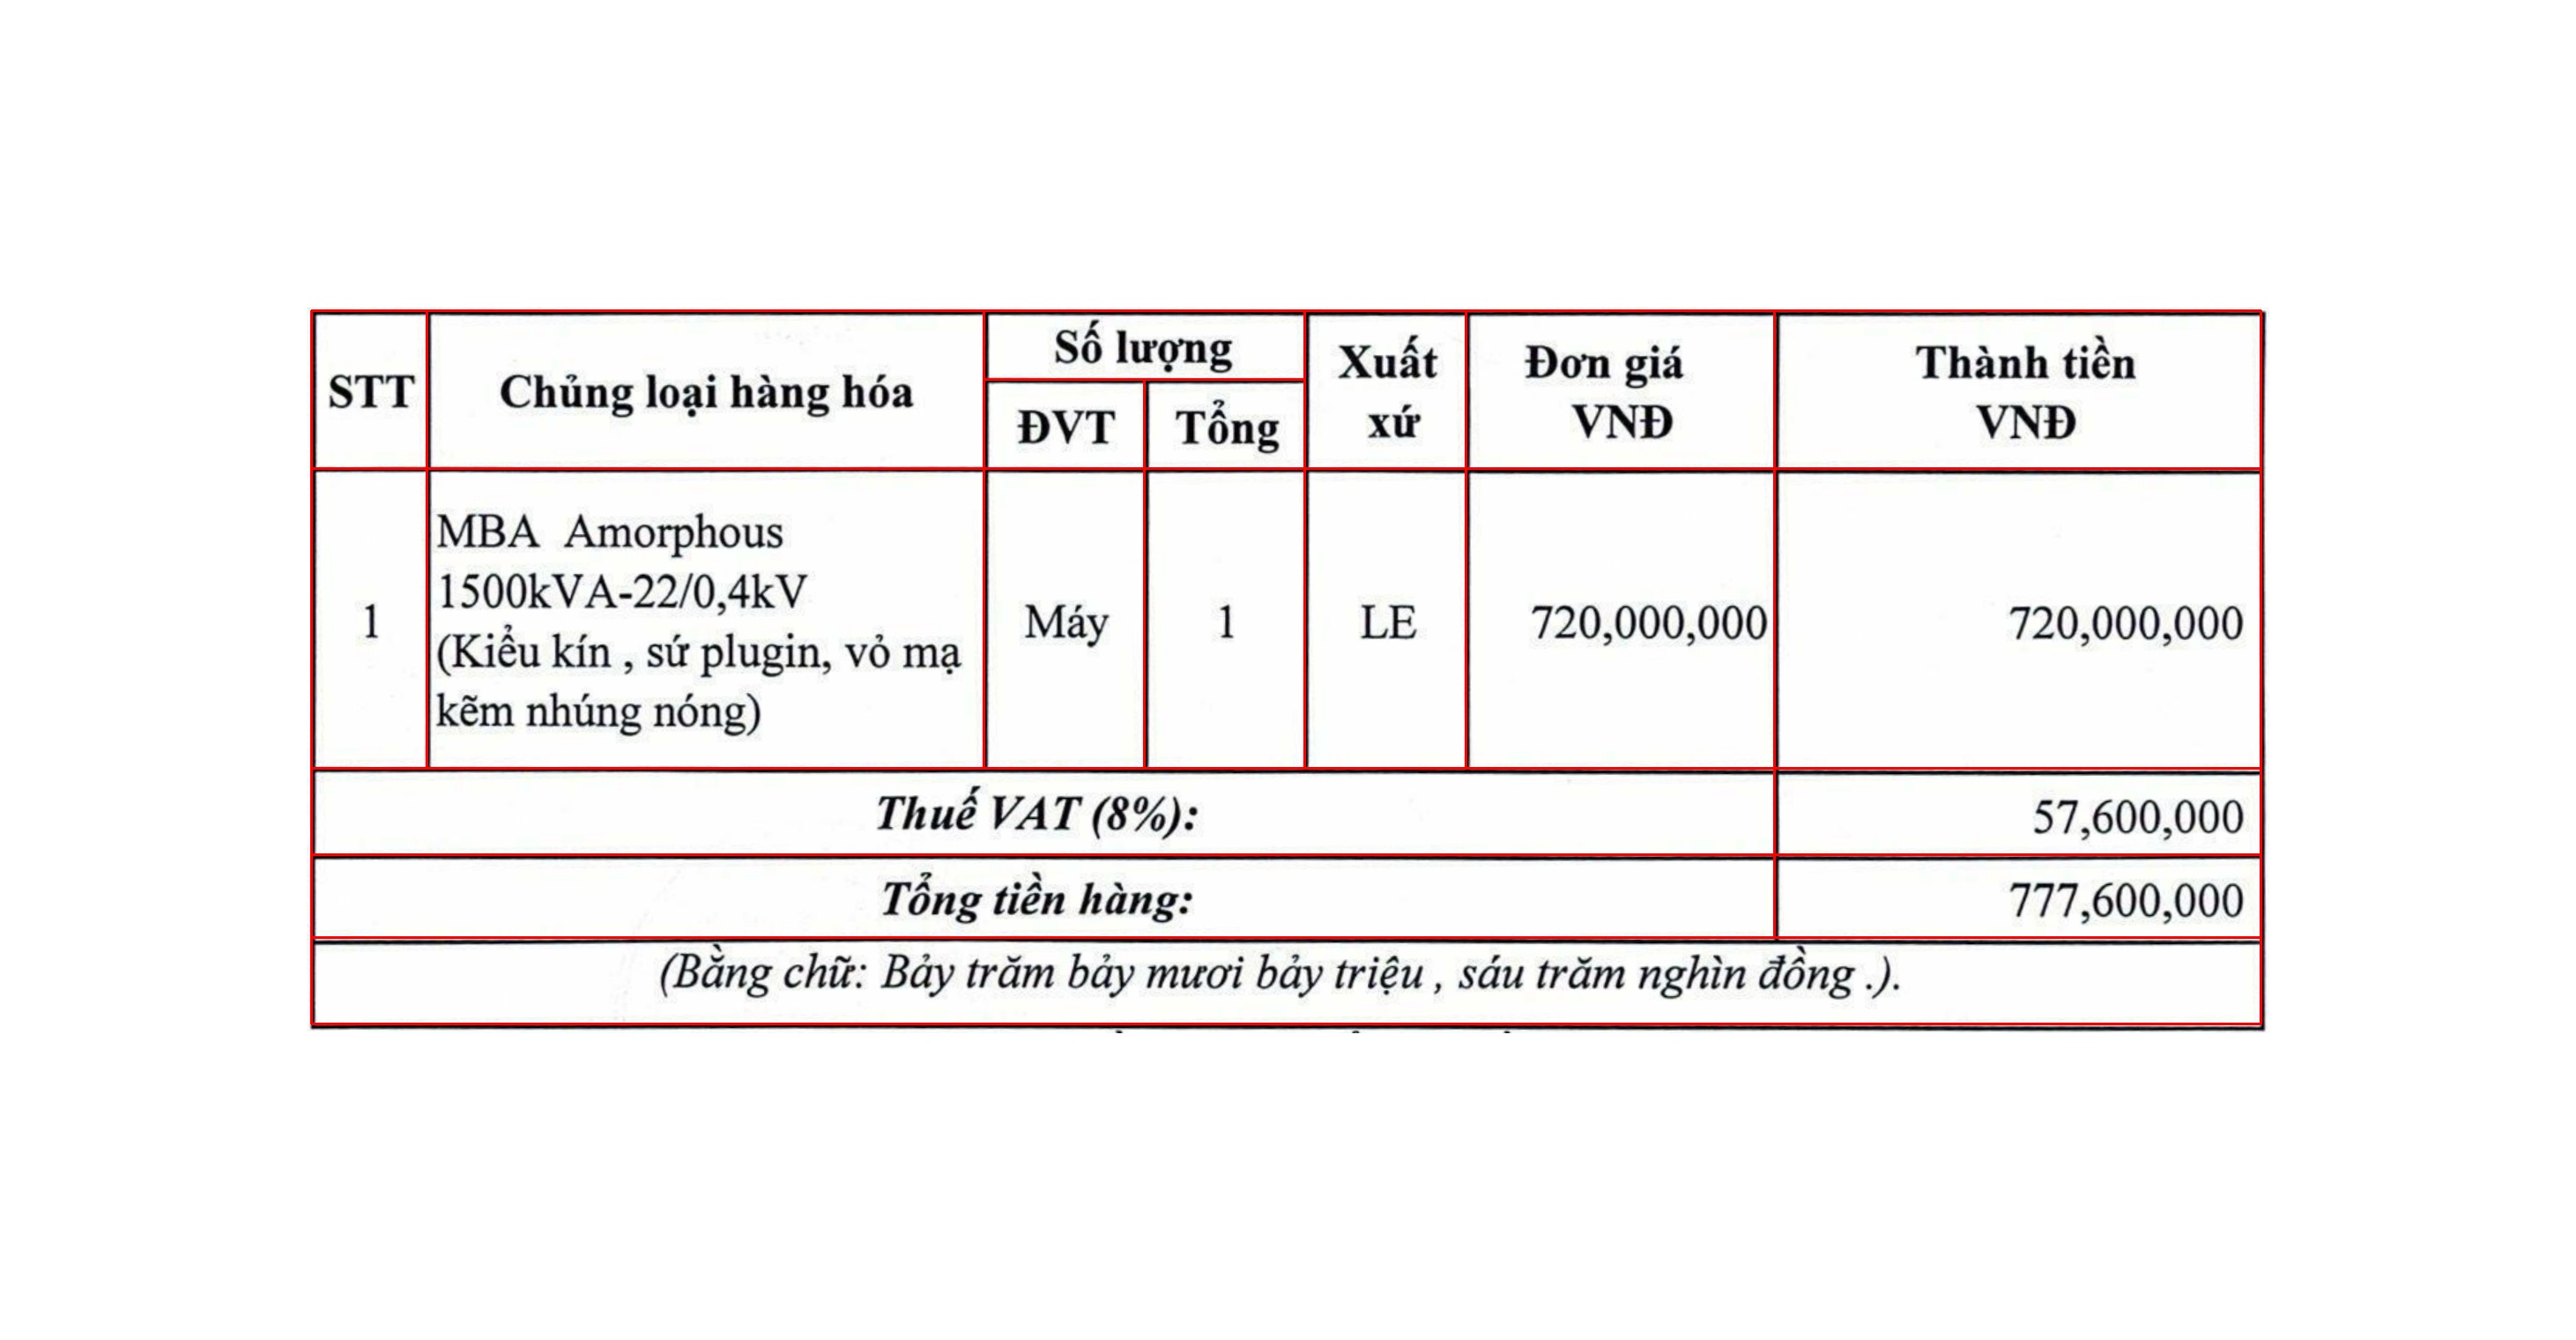 STT
Chủng loại hàng hóa
Số lượng
ĐVT
Tổng
Xuất
xứ
Đơn giá
VNĐ
Thành tiền
VNĐ
1
MBA Amorphous
1500kVA-22/0,4kV
(Kiểu kín , sứ plugin, vỏ mạ
kẽm nhúng nóng)
Máy
1
LE
720,000,000
720,000,000
Thuế VAT (8%):
57,600,000
Tổng tiền hàng:
777,600,000
(Bằng chữ: Bảy trăm bảy mươi bảy triệu , sáu trăm nghìn đồng .).